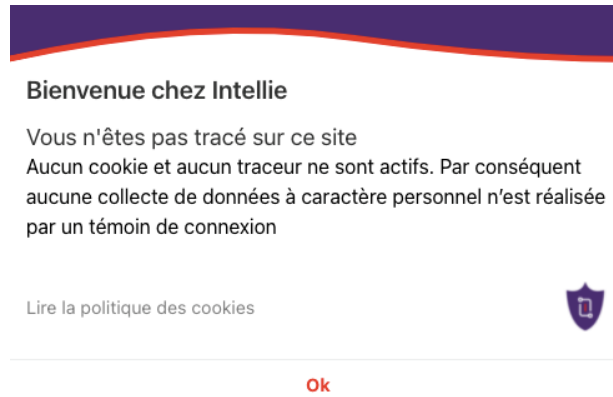 Bienvenue chez Intellie
Vous n'êtes pas tracé sur ce site
Aucun cookie et aucun traceur ne sont actifs. Par conséquent
aucune collecte de données à caractère personnel n’est réalisée
par un témoin de connexion
Lire la politique des cookies
Ok